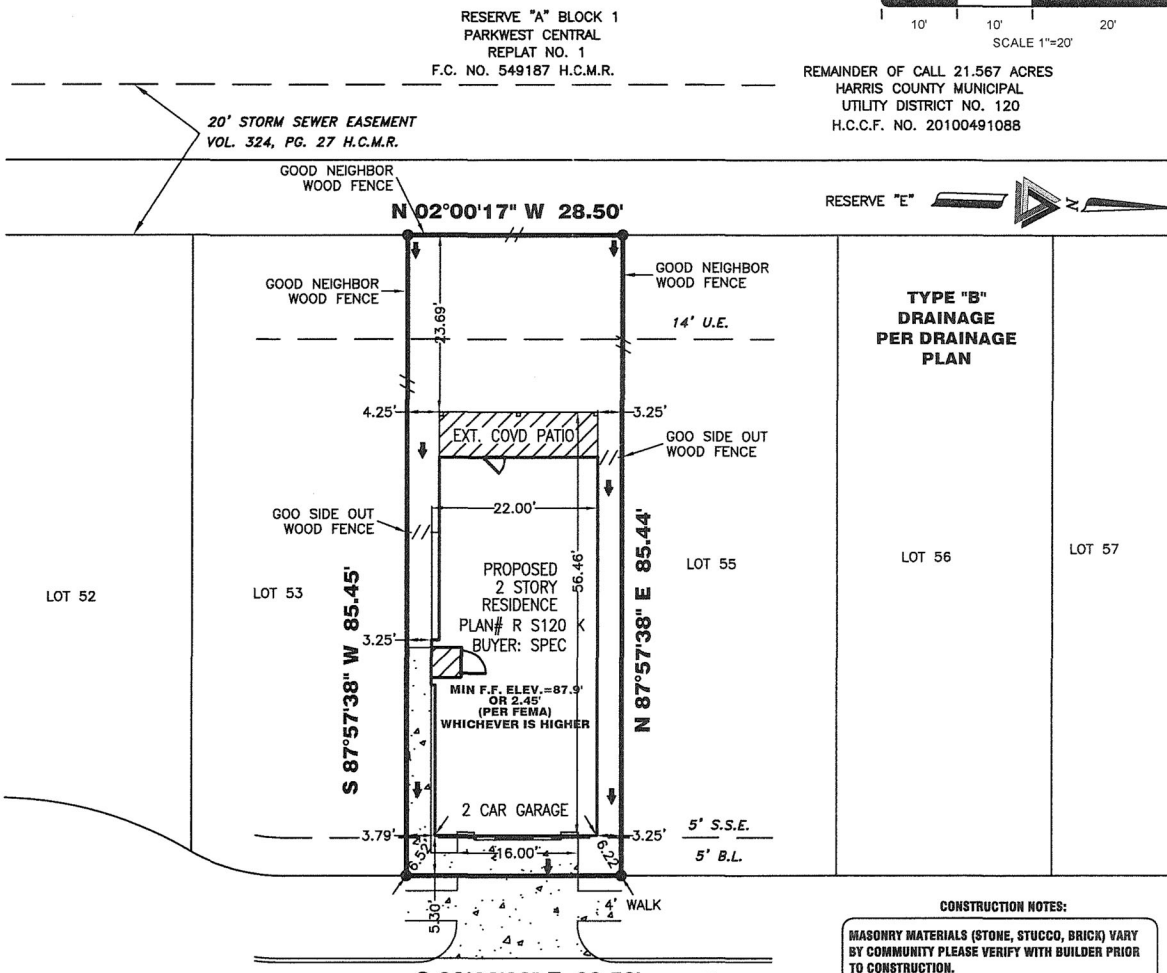 RESERVE "A" BLOCK 1
PARKWEST CENTRAL
REPLAT NO. 1
F.C. NO. 549187 H.C.M.R.
10'
10'
20'
SCALE 1"=20'
REMAINDER OF CALL 21.567 ACRES
HARRIS COUNTY MUNICIPAL
UTILITY DISTRICT NO. 120
H.C.C.F. NO. 20100491088
20' STORM SEWER EASEMENT
VOL. 324, PG. 27 H.C.M.R.
GOOD NEIGHBOR
WOOD FENCE
RESERVE "E"
N
N 02°00'17" W 28.50'
GOOD NEIGHBOR
WOOD FENCE
GOOD NEIGHBOR
WOOD FENCE
23.69'
14' U.E.
TYPE "B"
DRAINAGE
PER DRAINAGE
PLAN
4.25'
3.25'
EXT. COVD PATIO
GOO SIDE OUT
WOOD FENCE
GOO SIDE OUT
WOOD FENCE
22.00'
56.46'
PROPOSED
2 STORY
RESIDENCE
PLAN# R S120 K
BUYER: SPEC
LOT 52
LOT 53
LOT 55
LOT 56
LOT 57
S 87°57'38" W 85.45'
N 87°57'38" E 85.44'
3.25'
MIN F.F. ELEV.=87.9'
OR 2.45'
(PER FEMA)
WHICHEVER IS HIGHER
2 CAR GARAGE
3.79'
3.25'
5' S.S.E.
5' B.L.
6.52'
16.00'
6.22'
5.30'
4' WALK
CONSTRUCTION NOTES:
MASONRY MATERIALS (STONE, STUCCO, BRICK) VARY
BY COMMUNITY PLEASE VERIFY WITH BUILDER PRIOR
TO CONSTRUCTION.